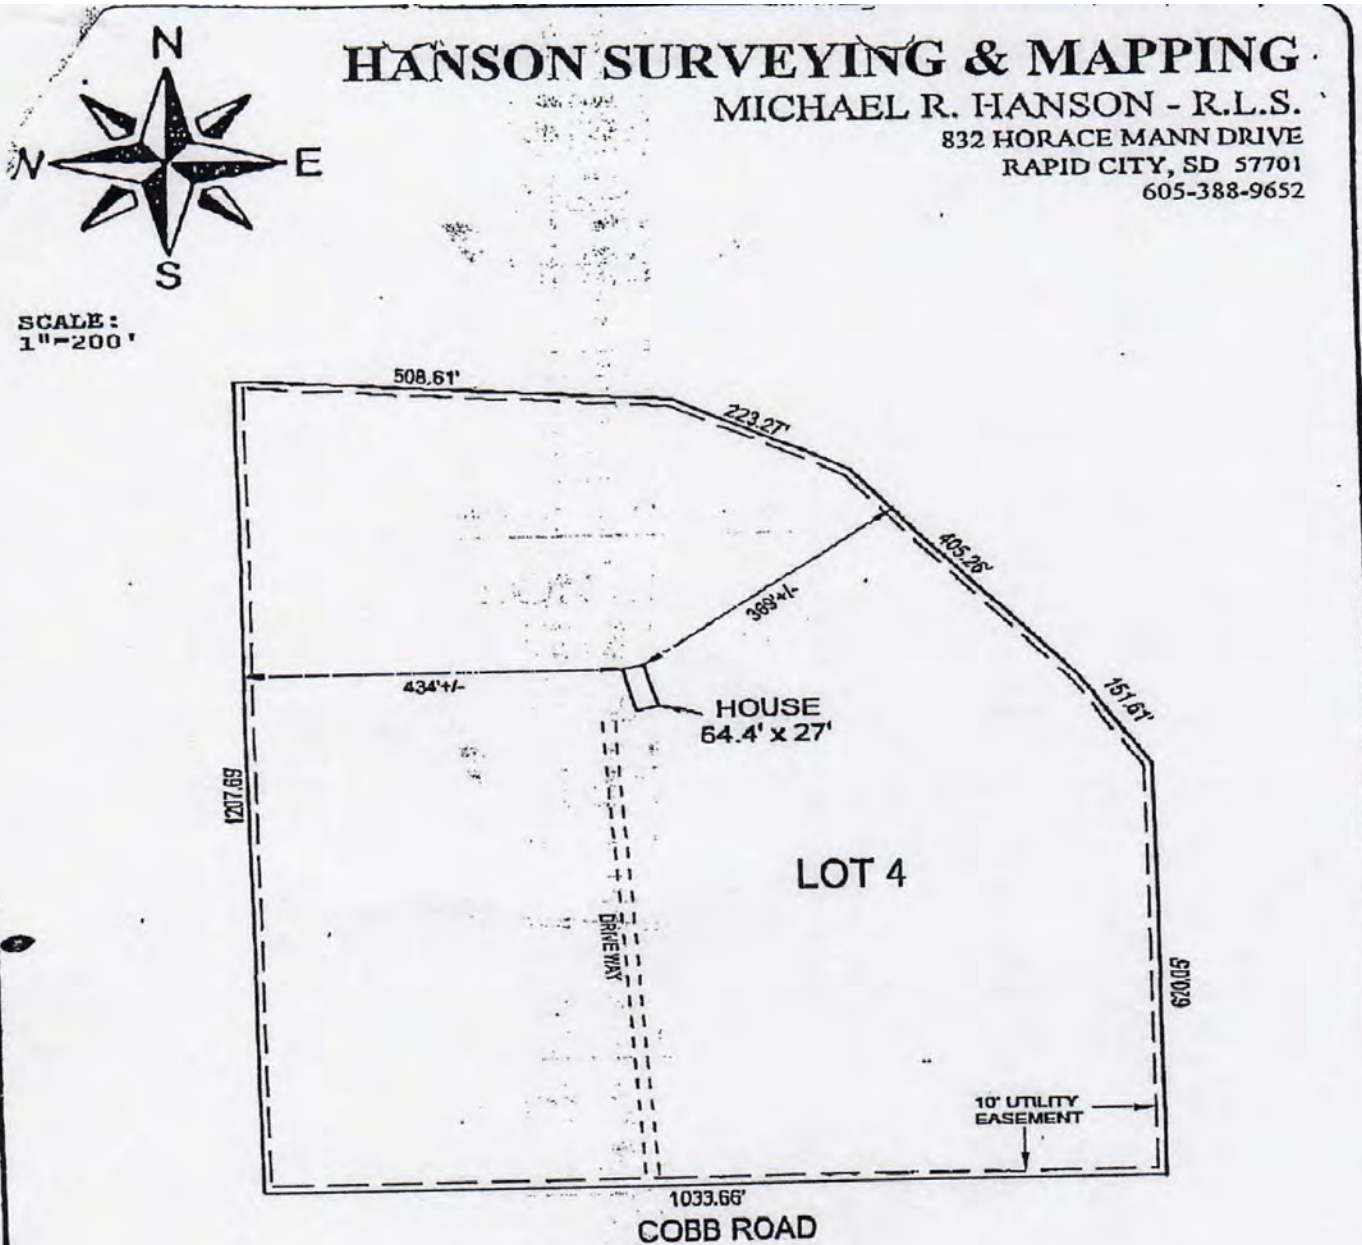 HANSON SURVEYING & MAPPING
MICHAEL R. HANSON - R.L.S.
832 HORACE MANN DRIVE
RAPID CITY, SD 57701
605-388-9652
N
W
E
S
SCALE:
1"=200'
508.61'
223.27'
405.26'
369'+/-
434'+/-
HOUSE
64.4' x 27'
151.61'
1207.69'
LOT 4
DRIVEWAY
620.05'
10' UTILITY
EASEMENT
1033.66'
COBB ROAD